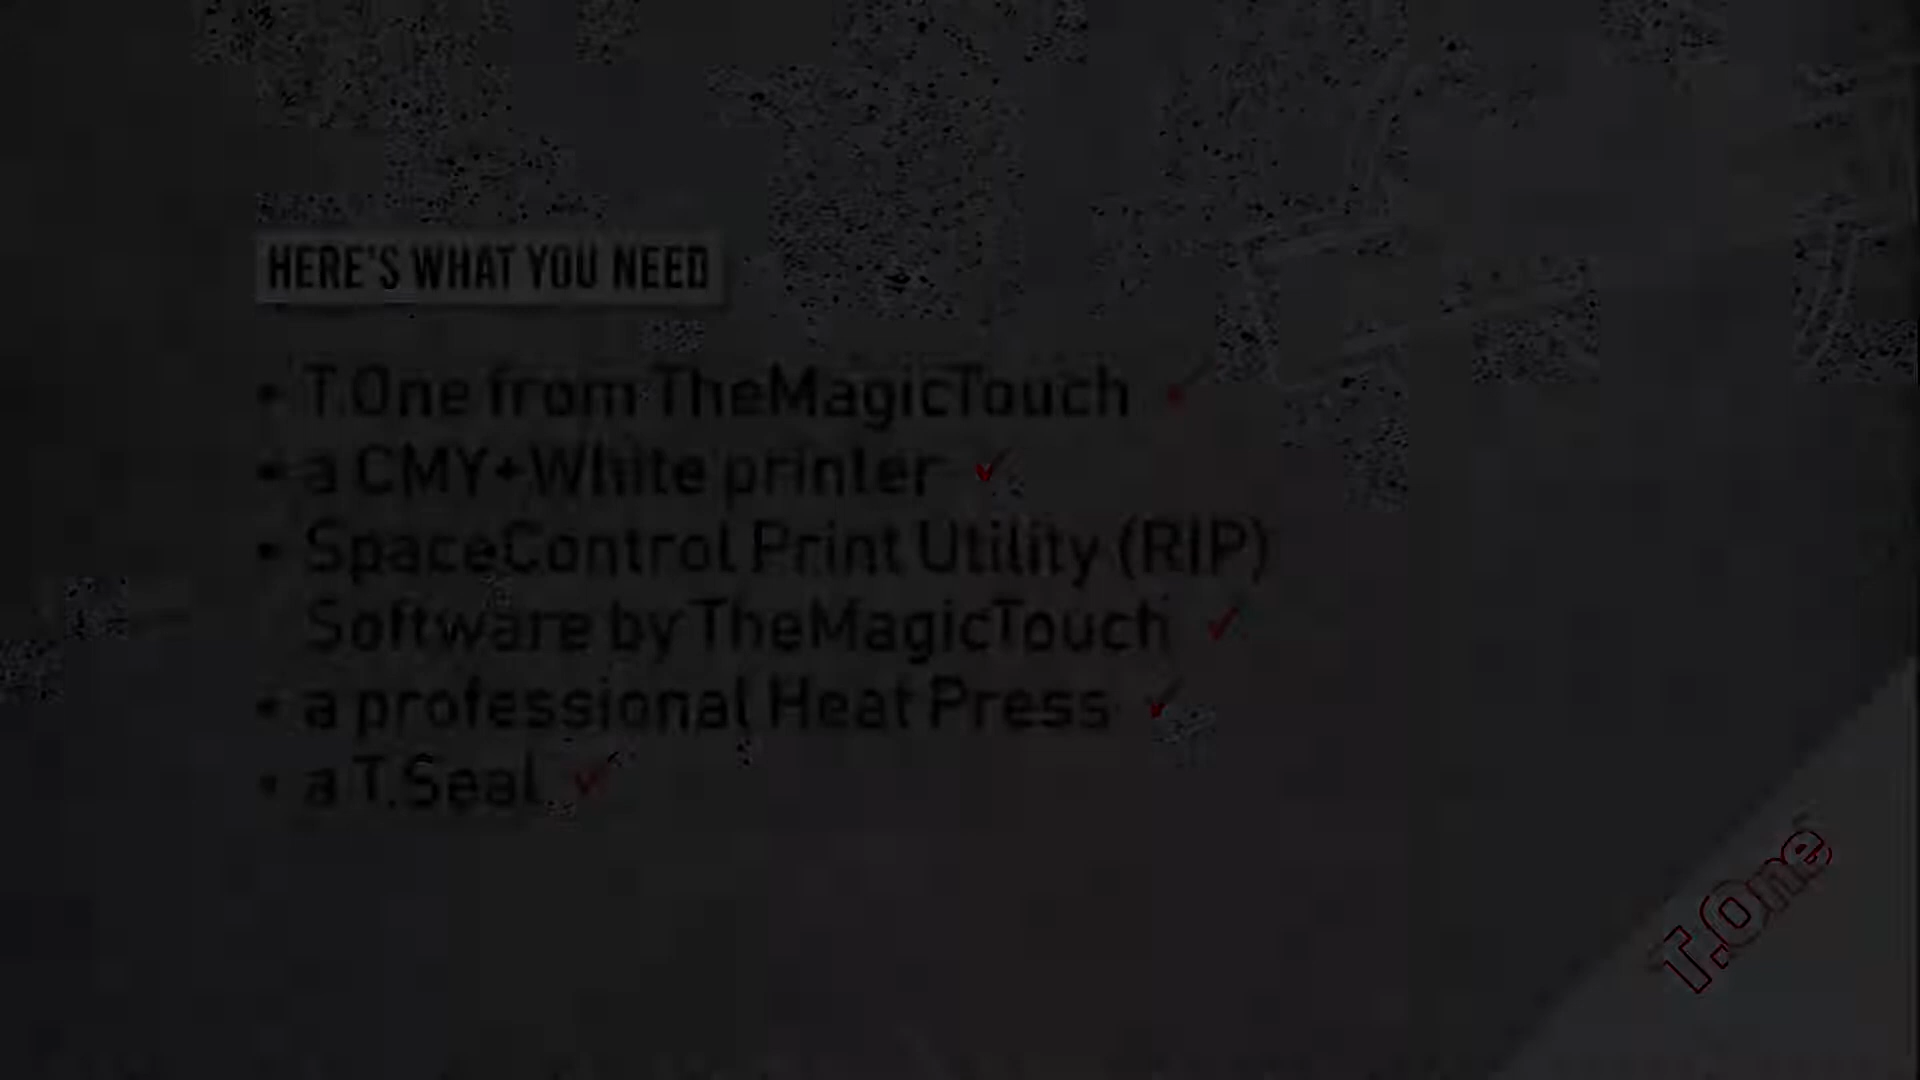 HERE'S WHAT YOU NEED
• T.One from TheMagicTouch ✓
• a CMY+White printer ✓
• SpaceControl Print Utility (RIP)
Software by TheMagicTouch ✓
• a professional Heat Press ✓
• a T.Seal ✓
T.One